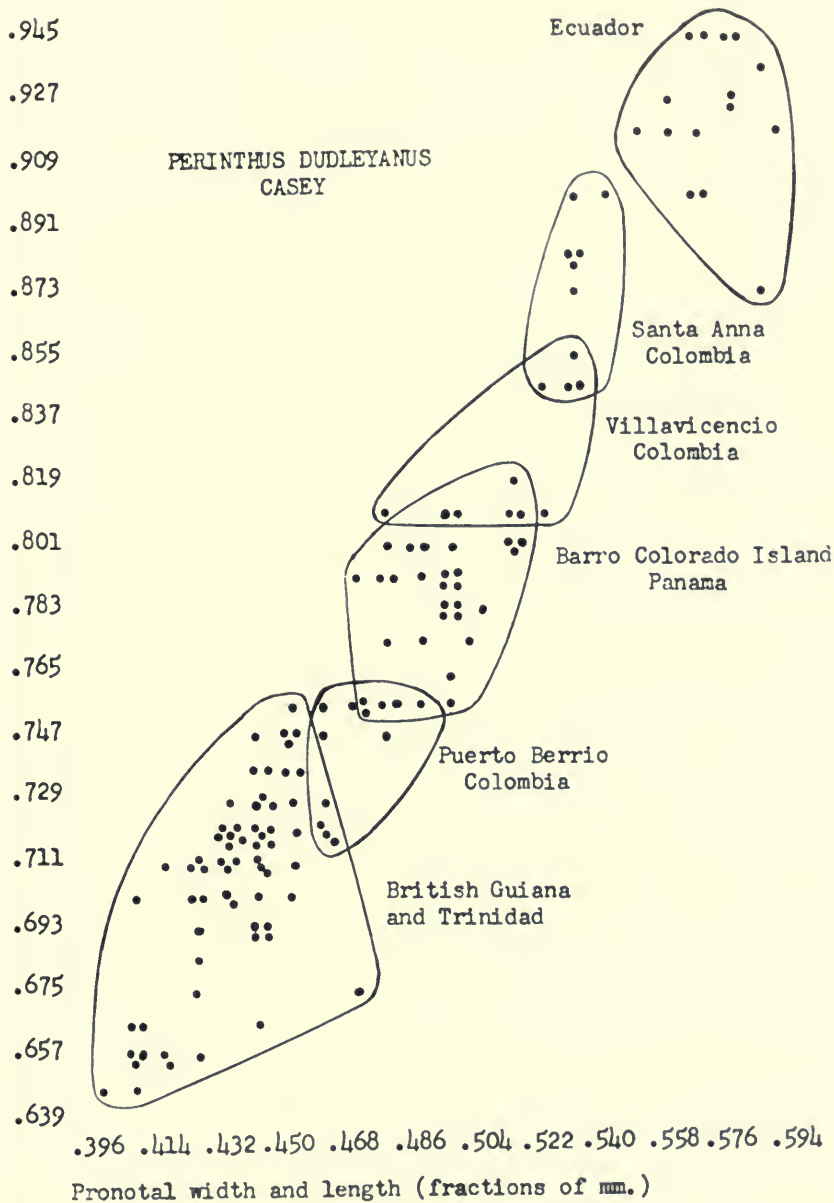 .945
Ecuador
.927
.909
PERINTHUS DUDLEYANUS
CASEY
.891
.873
.855
Santa Anna
Colombia
.837
Villavicencio
Colombia
.819
.801
Barro Colorado Island
Panama
.783
.765
.747
Puerto Berrio
Colombia
.729
.711
British Guiana
and Trinidad
.693
.675
.657
.639
.396 .414 .432 .450 .468 .486 .504 .522 .540 .558 .576 .594
Pronotal width and length (fractions of mm.)